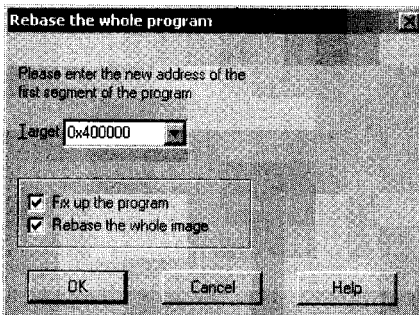 Rebase the whole program
Please enter the new address of the
first segment of the program
Target 0x400000
Fix up the program
Rebase the whole image
OK Cancel Help